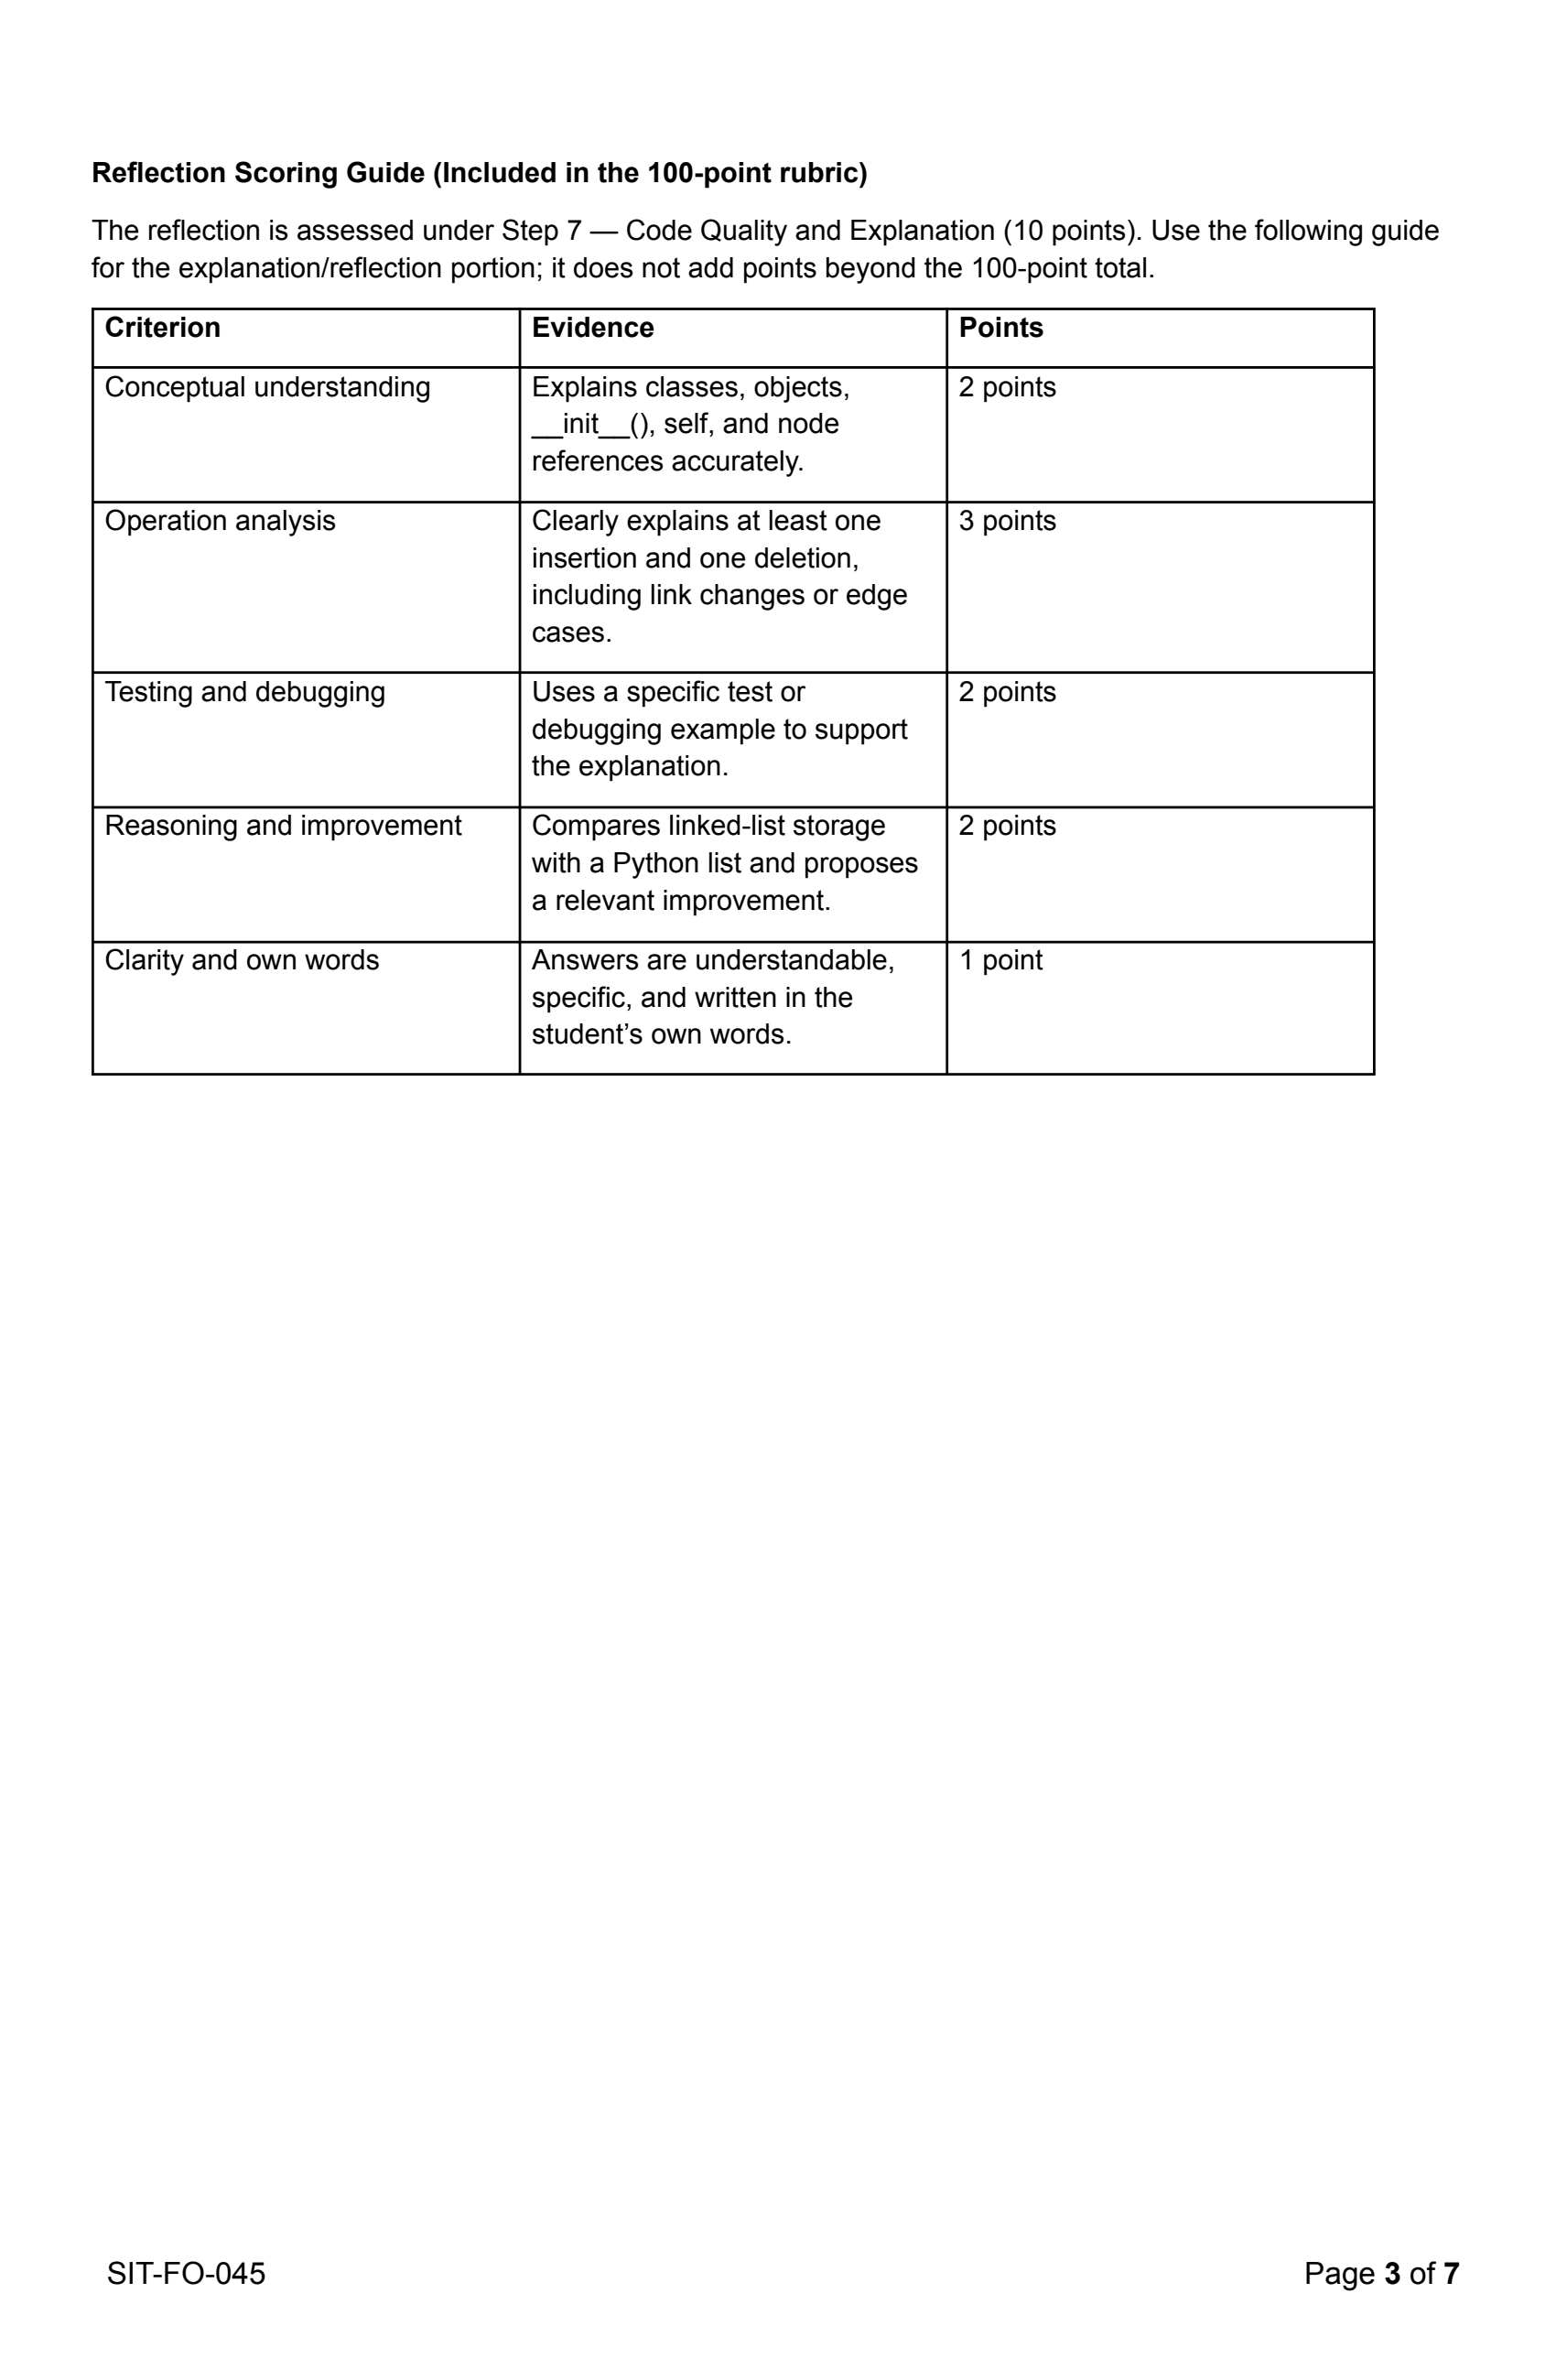 Reflection Scoring Guide (Included in the 100-point rubric)
The reflection is assessed under Step 7 — Code Quality and Explanation (10 points). Use the following guide
for the explanation/reflection portion; it does not add points beyond the 100-point total.
Criterion
Evidence
Points
Conceptual understanding
Explains classes, objects,
__init__(), self, and node
references accurately.
2 points
Operation analysis
Clearly explains at least one
insertion and one deletion,
including link changes or edge
cases.
3 points
Testing and debugging
Uses a specific test or
debugging example to support
the explanation.
2 points
Reasoning and improvement
Compares linked-list storage
with a Python list and proposes
a relevant improvement.
2 points
Clarity and own words
Answers are understandable,
specific, and written in the
student’s own words.
1 point
SIT-FO-045
Page 3 of 7